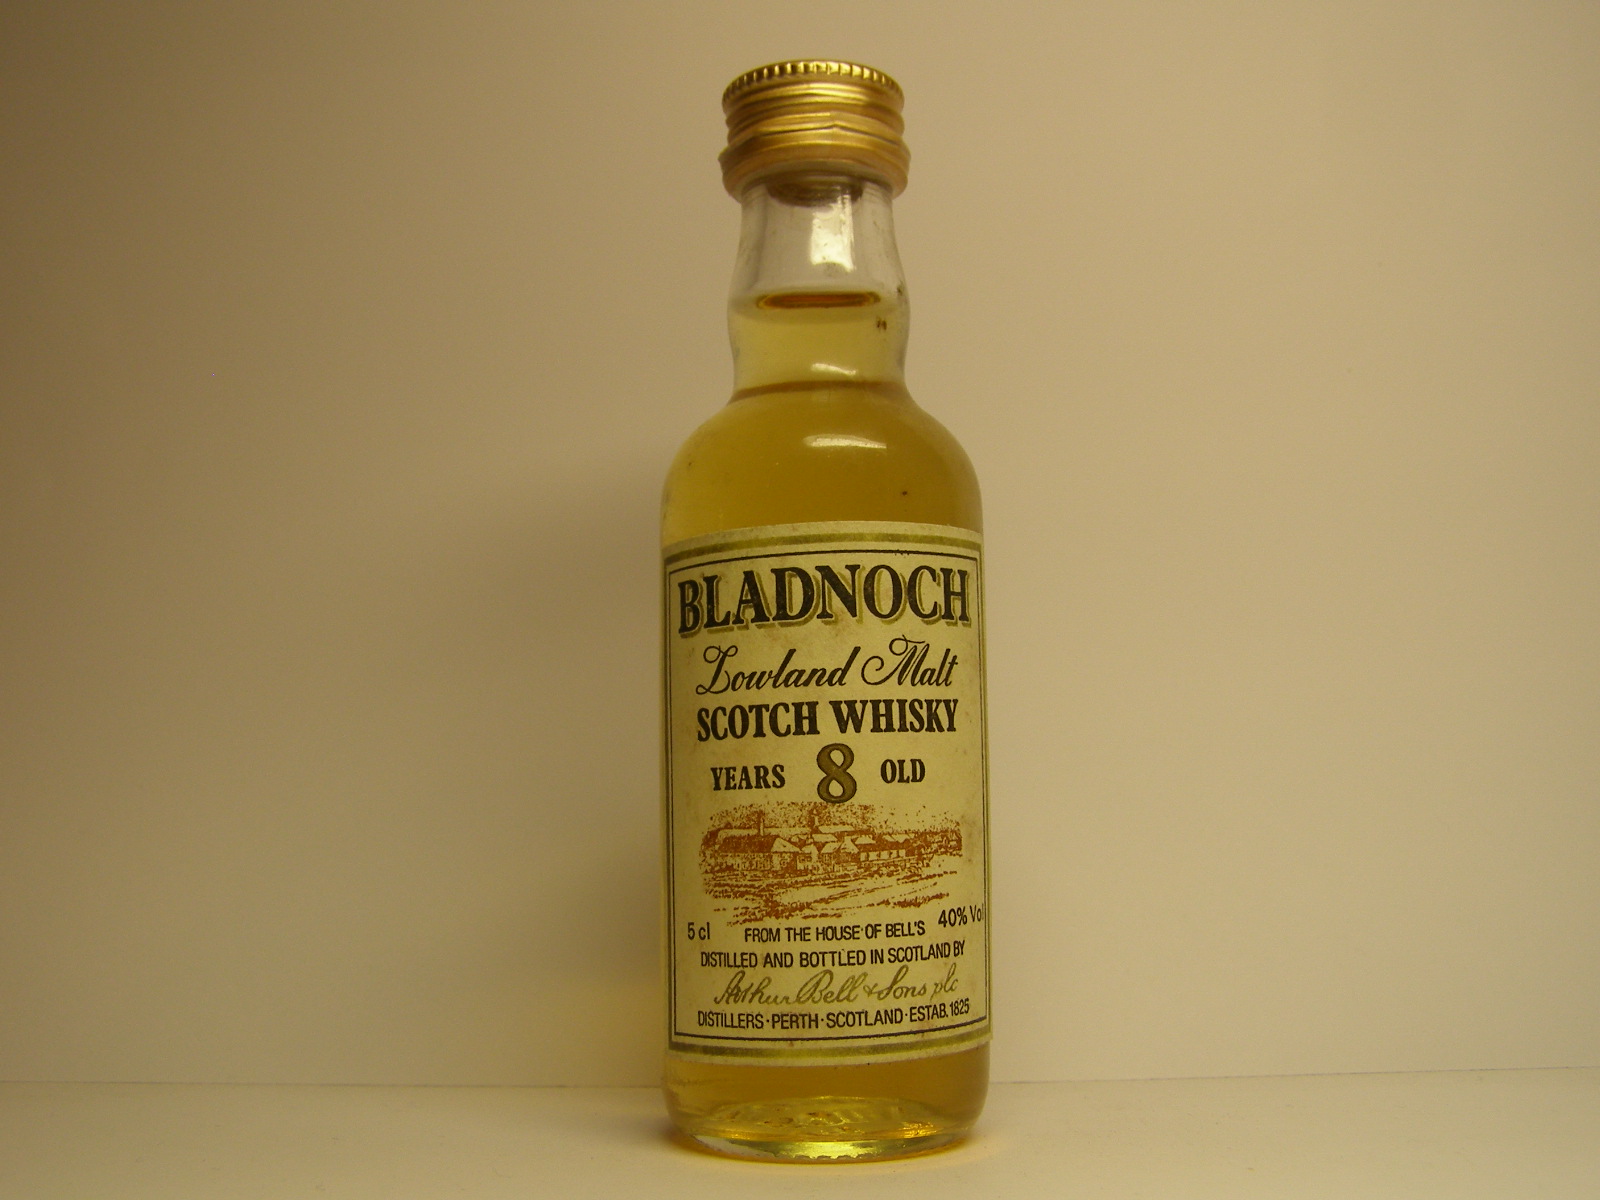 BLADNOCH
Lowland Malt
SCOTCH WHISKY
YEARS 8 OLD
5 cl FROM THE HOUSE OF BELL'S 40% Vol
DISTILLED AND BOTTLED IN SCOTLAND BY
Arthur Bell & Sons plc
DISTILLERS·PERTH·SCOTLAND·ESTAB.1825